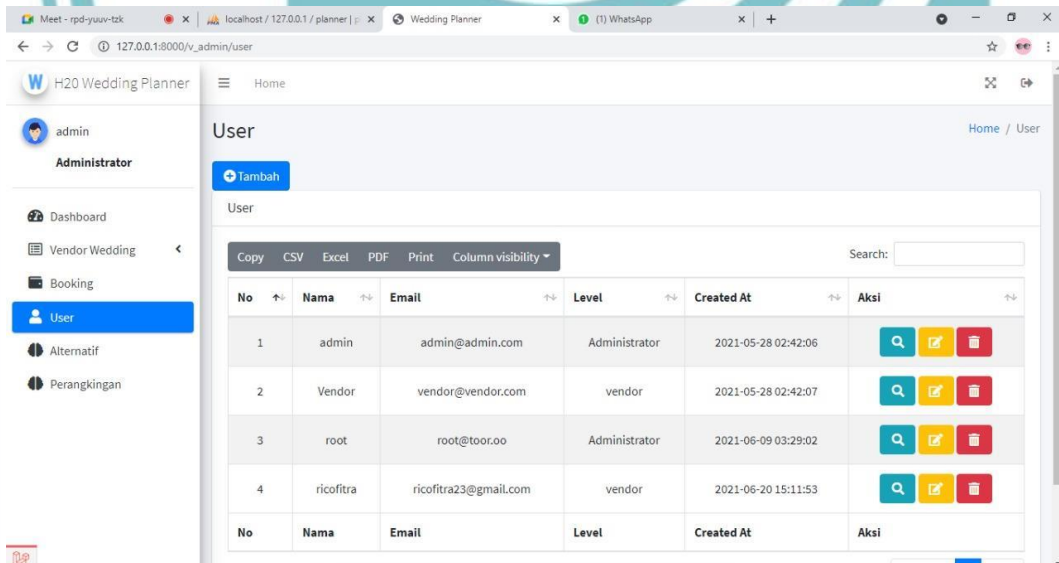 Meet - rpd-yuuv-tzk
localhost / 127.0.0.1 / planner | p
Wedding Planner
(1) WhatsApp
127.0.0.1:8000/v_admin/user
W H20 Wedding Planner
Home
admin
Administrator
User
Home / User
Tambah
Dashboard
Vendor Wedding
Booking
User
Alternatif
Perangkingan
User
Copy CSV Excel PDF Print Column visibility
Search:
No Nama Email Level Created At Aksi
1 admin admin@admin.com Administrator 2021-05-28 02:42:06
2 Vendor vendor@vendor.com vendor 2021-05-28 02:42:07
3 root root@toor.oo Administrator 2021-06-09 03:29:02
4 ricofitra ricofitra23@gmail.com vendor 2021-06-20 15:11:53
No Nama Email Level Created At Aksi